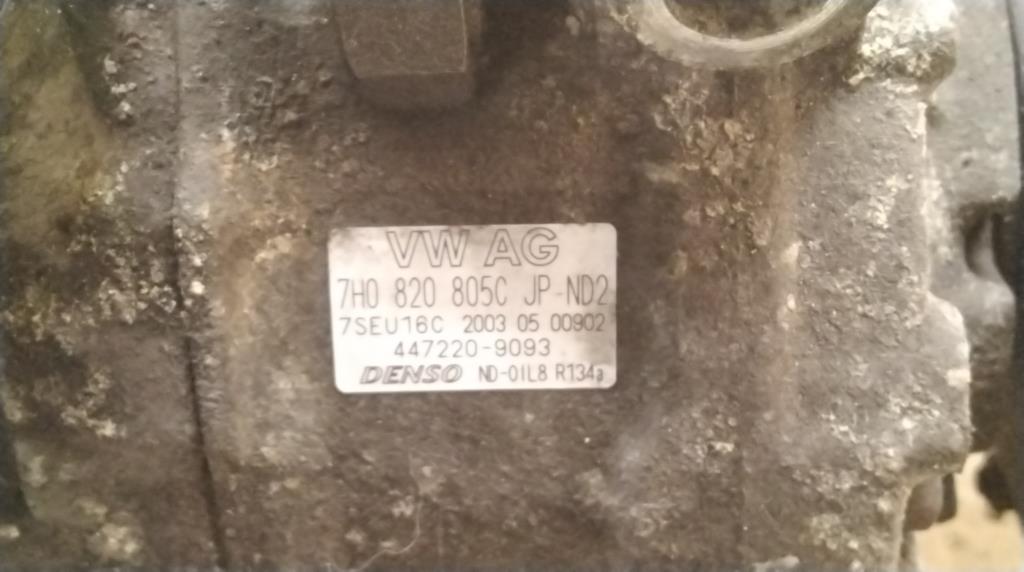 VW AG
7H0 820 805C JP-ND2
7SEU16C 2003 05 00902
447220-9093
DENSO ND-OIL8 R134a